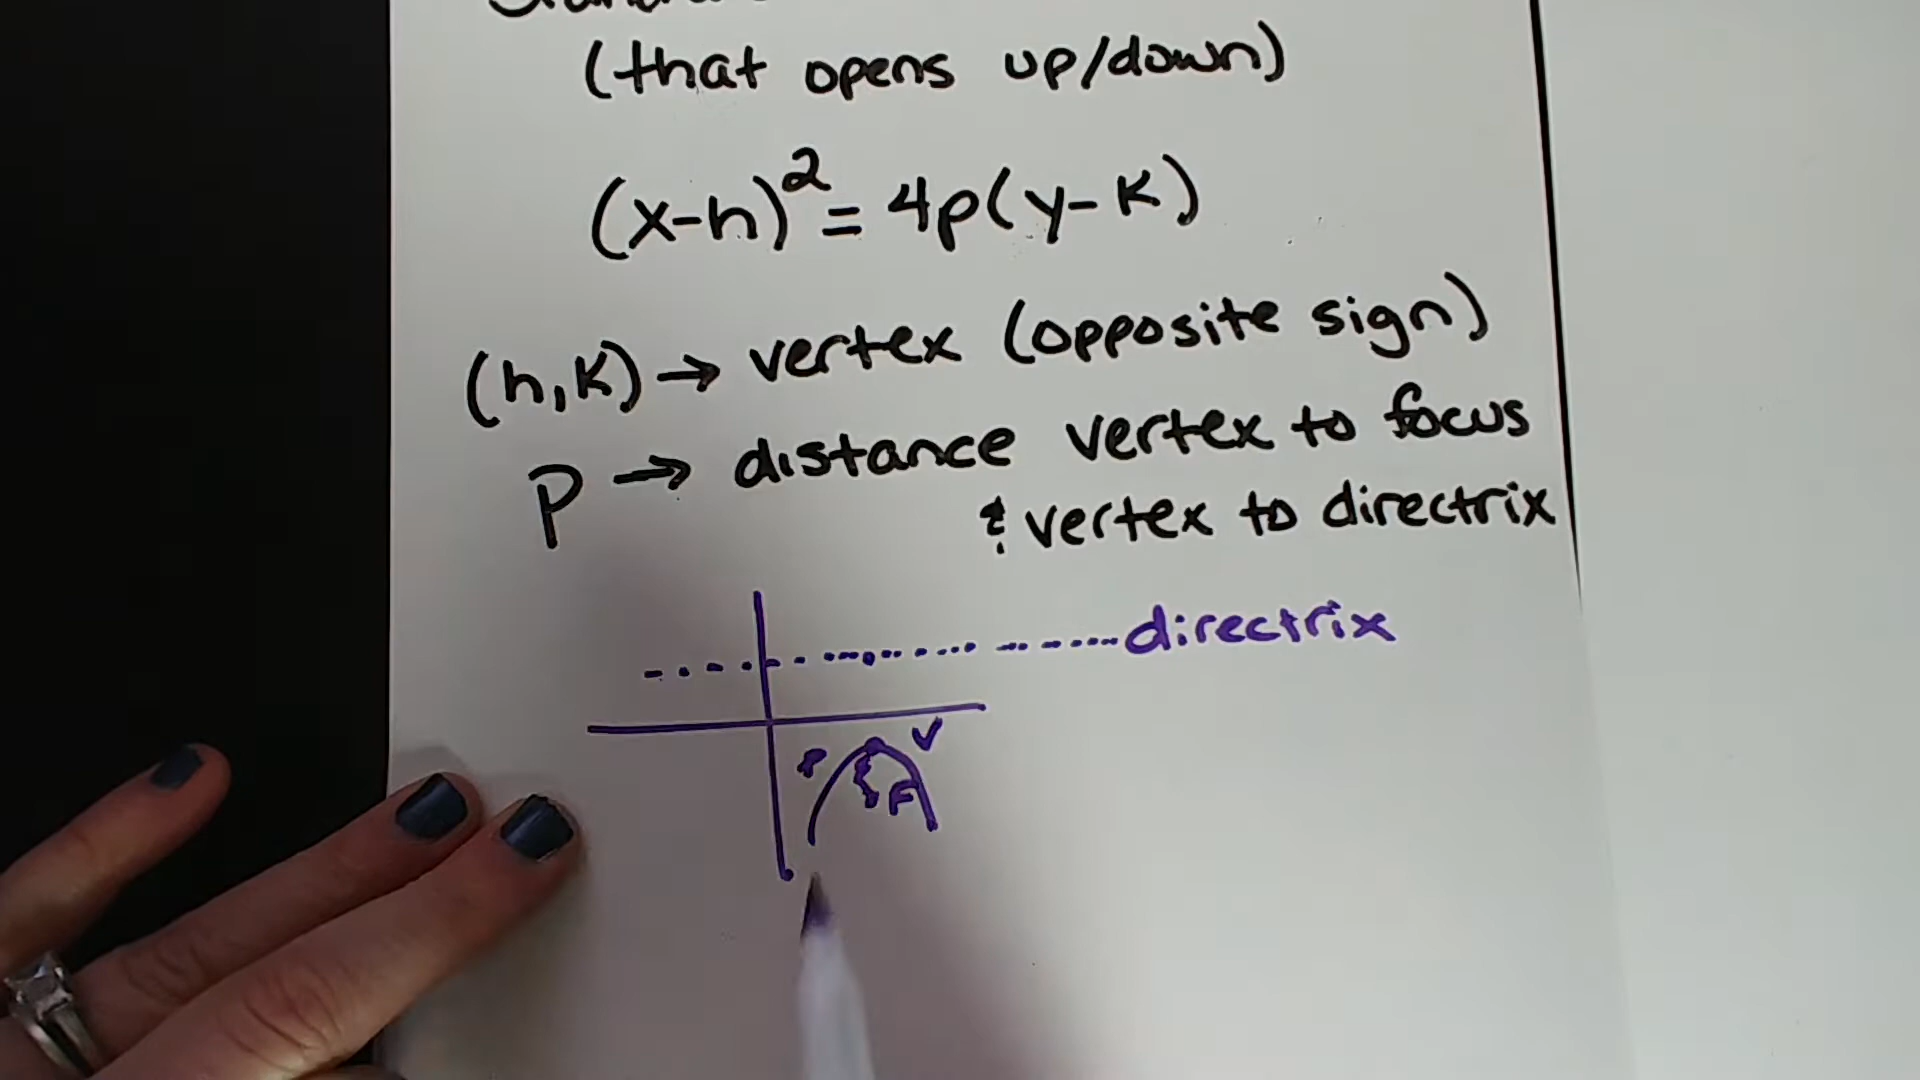 (that opens up/down)
(x-h)²=4p(y-K)
(h,K)→ vertex (opposite sign)
P → distance vertex to focus
& vertex to directrix
directrix
V
P
F